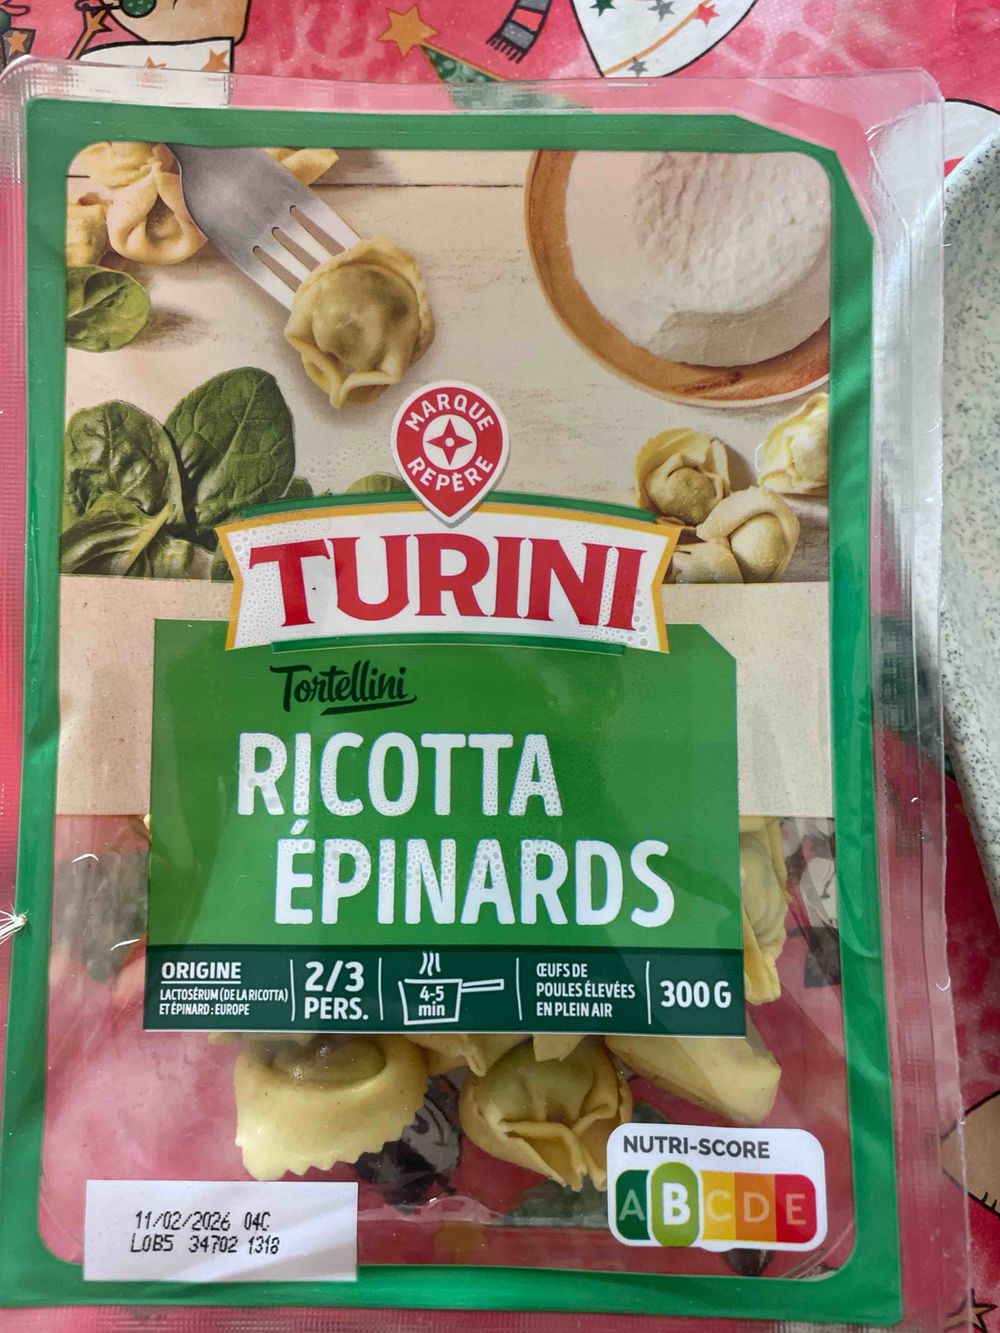 MARQUE
REPÈRE
TURINI
Tortellini
RICOTTA
ÉPINARDS
ORIGINE
LACTOSÉRUM (DE LA RICOTTA)
ET ÉPINARD : EUROPE
2/3
PERS.
4-5
min
ŒUFS DE
POULES ÉLEVÉES
EN PLEIN AIR
300 G
NUTRI-SCORE
A B C D E
11/02/2026 04C
L0B5 34702 1318